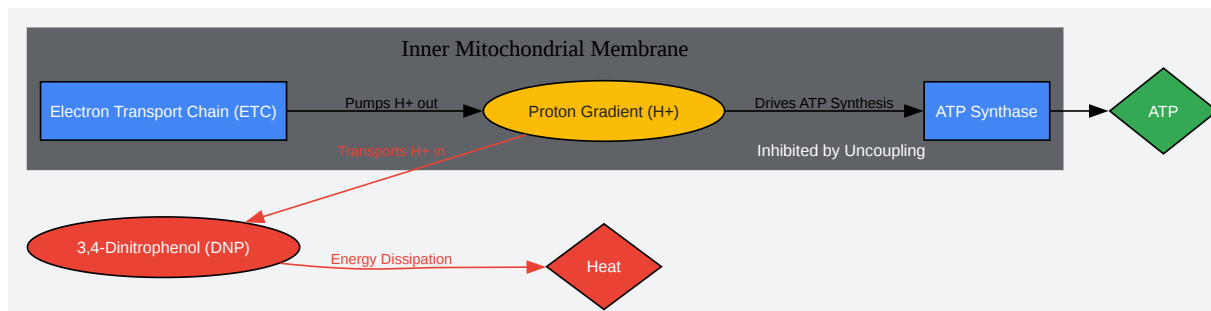 Inner Mitochondrial Membrane
Electron Transport Chain (ETC)
Pumps H+ out
Proton Gradient (H+)
Drives ATP Synthesis
ATP Synthase
ATP
Transports H+ in
Inhibited by Uncoupling
3,4-Dinitrophenol (DNP)
Energy Dissipation
Heat